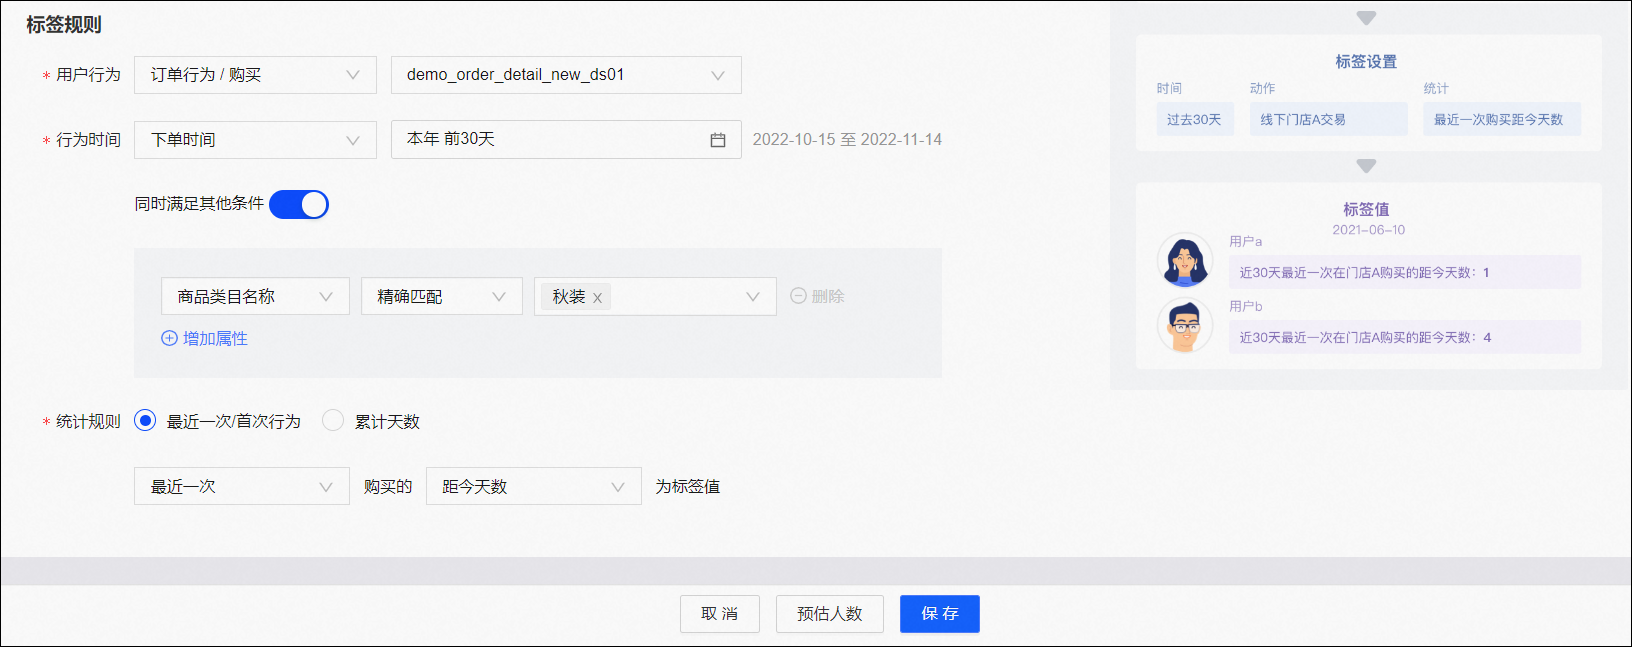 标签规则
* 用户行为 订单行为 / 购买 demo_order_detail_new_ds01
* 行为时间 下单时间 本年 前30天 2022-10-15 至 2022-11-14
同时满足其他条件
商品类目名称 精确匹配 秋装 x 删除
增加属性
* 统计规则 最近一次/首次行为 累计天数
最近一次 购买的 距今天数 为标签值
标签设置
时间 动作 统计
过去30天 线下门店A交易 最近一次购买距今天数
标签值
2021-06-10
用户a
近30天最近一次在门店A购买的距今天数：1
用户b
近30天最近一次在门店A购买的距今天数：4
取 消 预估人数 保 存